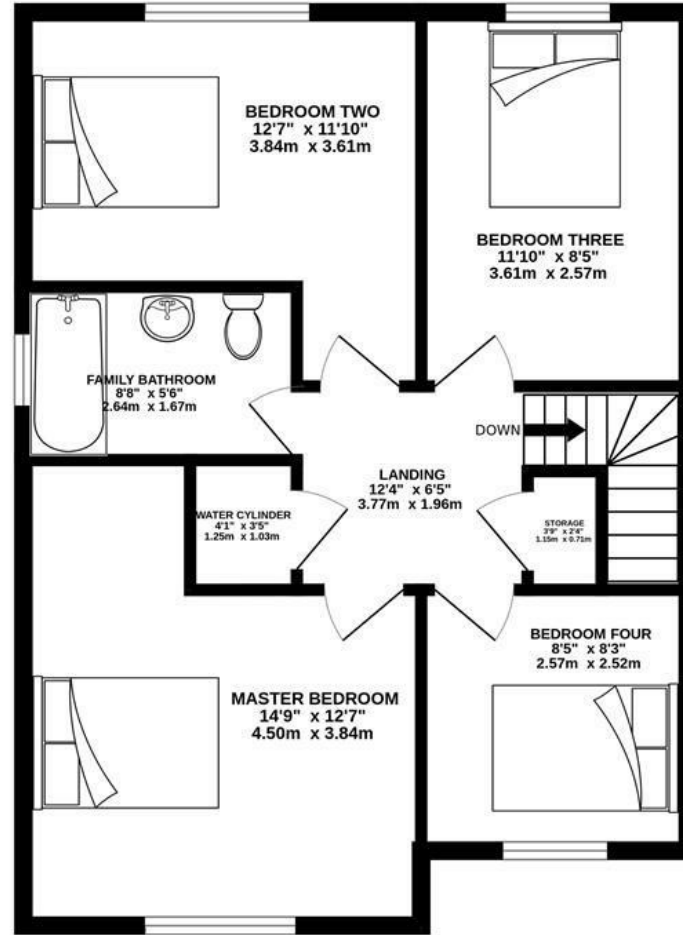 BEDROOM TWO
12'7" x 11'10"
3.84m x 3.61m
BEDROOM THREE
11'10" x 8'5"
3.61m x 2.57m
FAMILY BATHROOM
8'8" x 5'6"
2.64m x 1.67m
DOWN
LANDING
12'4" x 6'5"
3.77m x 1.96m
WATER CYLINDER
4'1" x 3'5"
1.25m x 1.03m
STORAGE
3'9" x 2'4"
1.15m x 0.71m
BEDROOM FOUR
8'5" x 8'3"
2.57m x 2.52m
MASTER BEDROOM
14'9" x 12'7"
4.50m x 3.84m